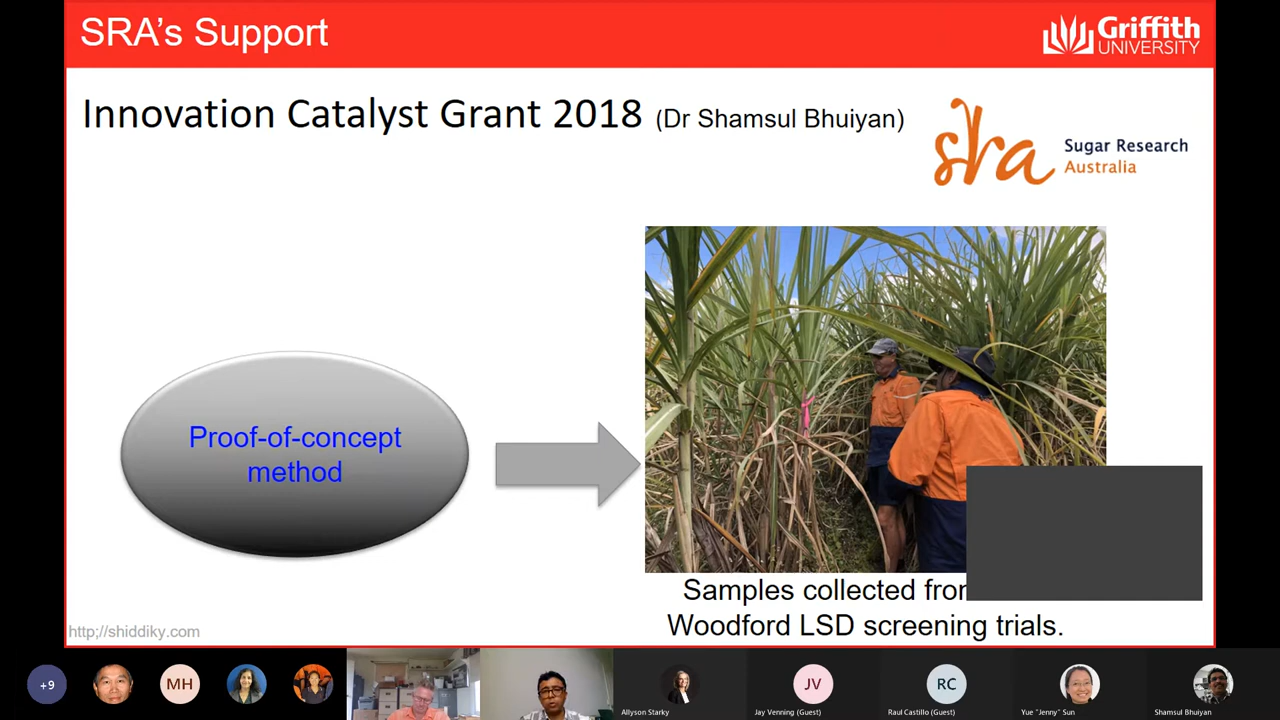 SRA's Support
Griffith
UNIVERSITY
Innovation Catalyst Grant 2018 (Dr Shamsul Bhuiyan)
sra
Sugar Research
Australia
Proof-of-concept
method
Samples collected
Woodford LSD screening trials.
http;//shiddiky.com
+9
MH
JV
RC
Allyson Starky
Jay Venning (Guest)
Raul Castillo (Guest)
Yue "Jenny" Sun
Shamsul Bhuiyan